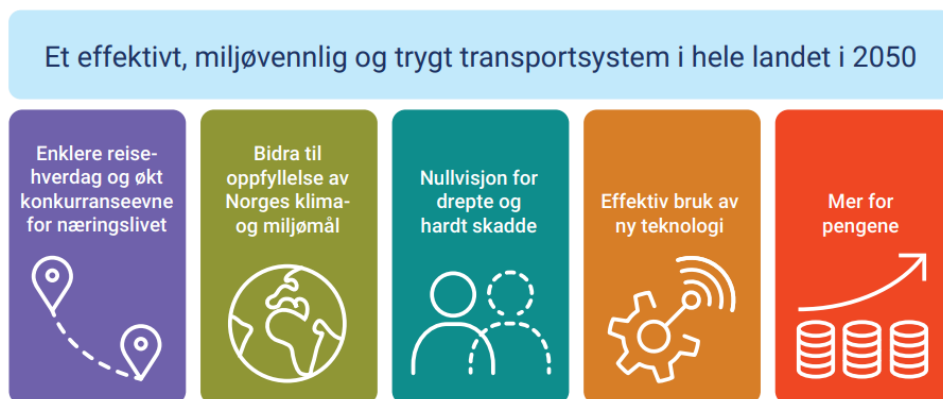 Et effektivt, miljøvennlig og trygt transportsystem i hele landet i 2050
Enklere reise-
hverdag og økt
konkurranseevne
for næringslivet
Bidra til
oppfyllelse av
Norges klima-
og miljømål
Nullvisjon for
drepte og
hardt skadde
Effektiv bruk av
ny teknologi
Mer for
pengene